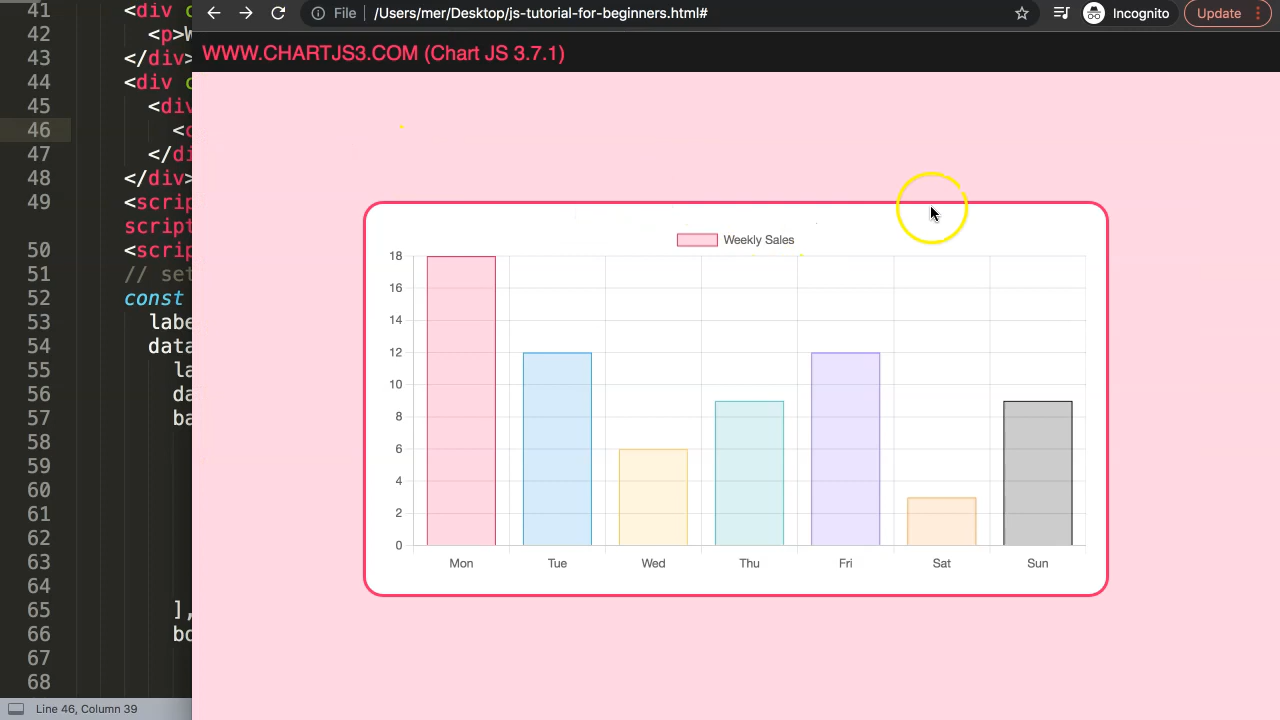 41 <div
42 <p>
43 </div>
44 <div
45 <div
46 <
47 </di
48 </div>
49 <scrip
script
50 <scrip
51 // set
52 const
53 labe
54 data
55 la
56 da
57 ba
58
59
60
61
62
63
64
65 ],
66 bo
67
68
Line 46, Column 39
File /Users/mer/Desktop/js-tutorial-for-beginners.html#
Incognito
Update
WWW.CHARTJS3.COM (Chart JS 3.7.1)
Weekly Sales
18
16
14
12
10
8
6
4
2
0
Mon Tue Wed Thu Fri Sat Sun